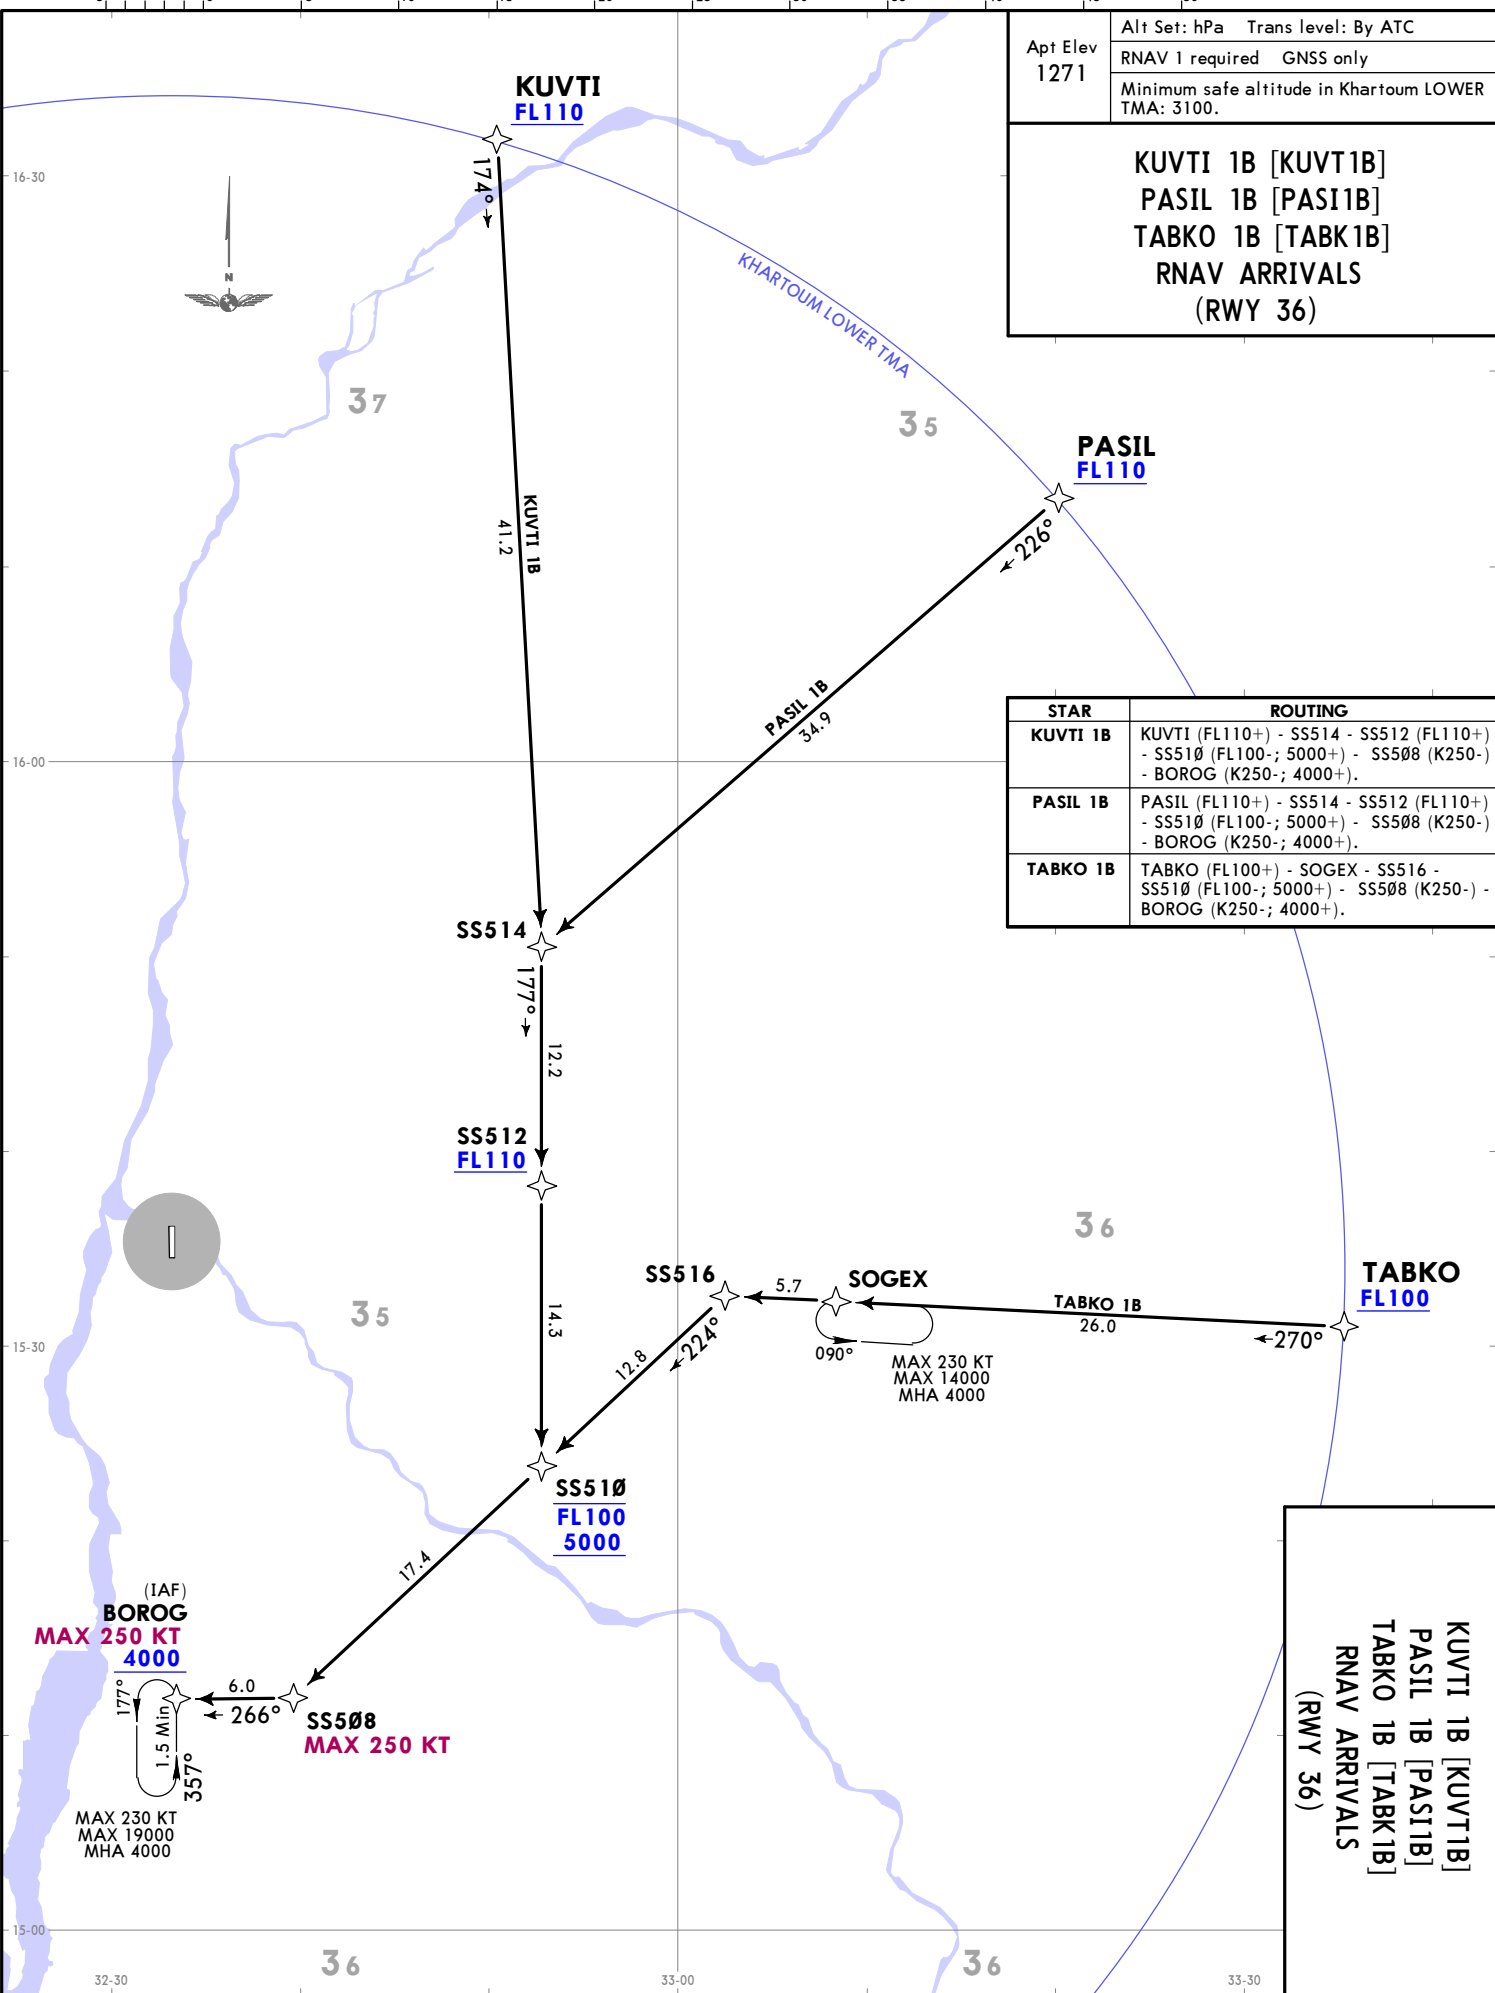 Apt Elev
1271
Alt Set: hPa Trans level: By ATC
RNAV 1 required GNSS only
Minimum safe altitude in Khartoum LOWER
TMA: 3100.
KUVTI 1B [KUVT1B]
PASIL 1B [PASI1B]
TABKO 1B [TABK1B]
RNAV ARRIVALS
(RWY 36)
KUVTI
FL110
174°
16-30
N
KHARTOUM LOWER TMA
37
35
PASIL
FL110
226°
KUVTI 1B
41.2
PASIL 1B
34.9
16-00
STAR ROUTING
KUVTI 1B KUVTI (FL110+) - SS514 - SS512 (FL110+)
- SS51Ø (FL100-; 5000+) - SS5Ø8 (K250-)
- BOROG (K250-; 4000+).
PASIL 1B PASIL (FL110+) - SS514 - SS512 (FL110+)
- SS51Ø (FL100-; 5000+) - SS5Ø8 (K250-)
- BOROG (K250-; 4000+).
TABKO 1B TABKO (FL100+) - SOGEX - SS516 -
SS51Ø (FL100-; 5000+) - SS5Ø8 (K250-) -
BOROG (K250-; 4000+).
SS514
177°
12.2
SS512
FL110
36
SS516
5.7
SOGEX
TABKO 1B
26.0
TABKO
FL100
270°
35
14.3
224°
12.8
090°
MAX 230 KT
MAX 14000
MHA 4000
15-30
SS51Ø
FL100
5000
17.4
(IAF)
BOROG
MAX 250 KT
4000
6.0
266°
SS5Ø8
MAX 250 KT
177°
1.5 Min
357°
MAX 230 KT
MAX 19000
MHA 4000
KUVTI 1B [KUVT1B]
PASIL 1B [PASI1B]
TABKO 1B [TABK1B]
RNAV ARRIVALS
(RWY 36)
15-00
36
36
32-30
33-00
33-30